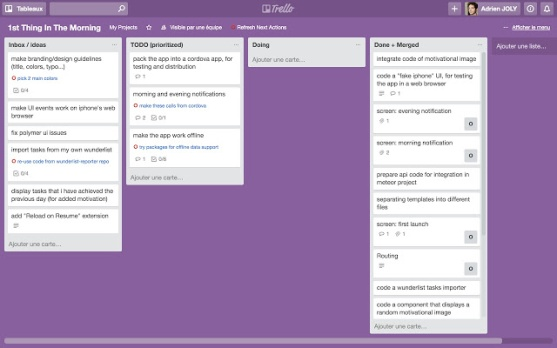 Tableaux
Trello
Adrien JOLY
1st Thing In The Morning
My Projects
Visible par une équipe
Refresh Next Actions
Afficher le menu
Inbox / ideas
make branding/design guidelines
(title, colors, typo...)
pick 2 main colors
0/4
make UI events work on iphone's web
browser
fix polymer ui issues
import tasks from my own wunderlist
re-use code from wunderlist-reporter repo
0/4
display tasks that i have achieved the
previous day (for added motivation)
add "Reload on Resume" extension
Ajouter une carte...
TODO (prioritized)
pack the app into a cordova app, for
testing and distribution
1
morning and evening notifications
make these calls from cordova
2 0/1
make the app work offline
try packages for offline data support
1 0/6
Ajouter une carte...
Doing
Ajouter une carte...
Done + Merged
integrate code of motivational image
code a "fake iphone" UI, for testing
the app in a web browser
1
screen: evening notification
1
screen: morning notification
2
prepare api code for integration in
meteor project
separating templates into different
files
screen: first launch
1 1
Routing
code a wunderlist tasks importer
code a component that displays a
random motivational image
Ajouter une carte...
Ajouter une liste...